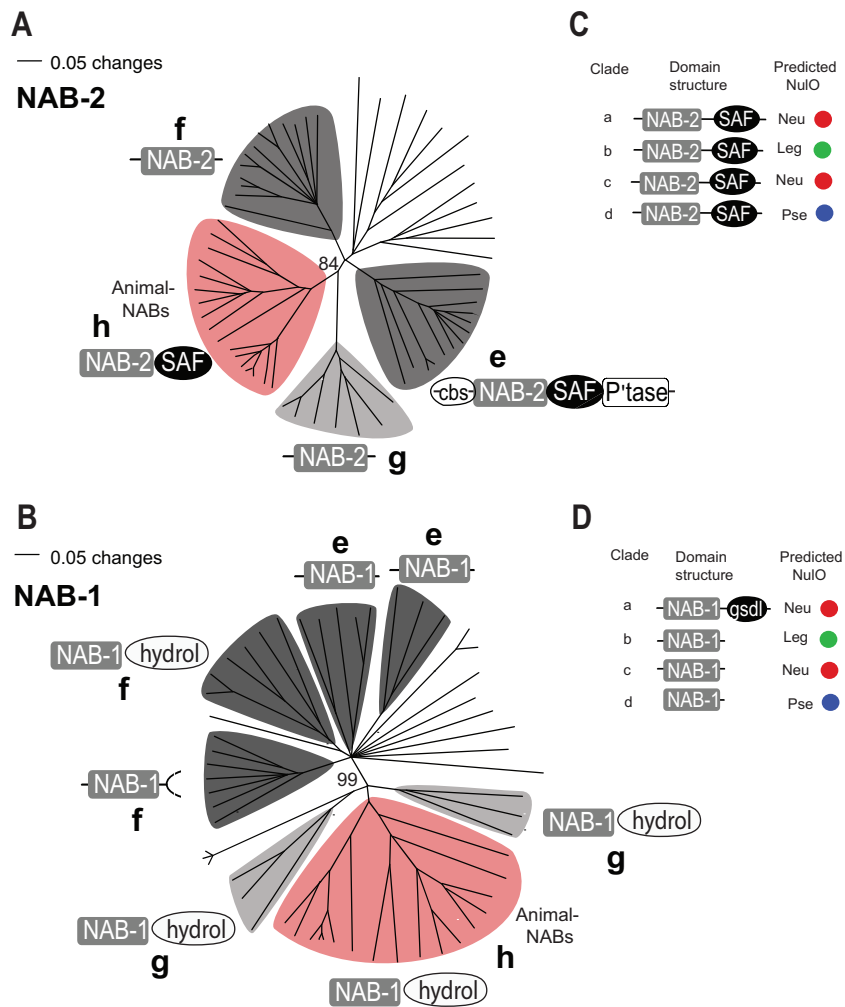 A
0.05 changes
NAB-2
f
NAB-2
84
Animal-
NABs
h
NAB-2 SAF
e
cbs NAB-2 SAF P'tase
NAB-2 g
C
Clade Domain structure Predicted NulO
a NAB-2 SAF Neu
b NAB-2 SAF Leg
c NAB-2 SAF Neu
d NAB-2 SAF Pse
B
0.05 changes
NAB-1
e
NAB-1
e
NAB-1
NAB-1 hydrol
f
NAB-1
f
99
NAB-1 hydrol
g
NAB-1 hydrol
g
Animal-
NABs
h
NAB-1 hydrol
D
Clade Domain structure Predicted NulO
a NAB-1 gsdl Neu
b NAB-1 Leg
c NAB-1 Neu
d NAB-1 Pse